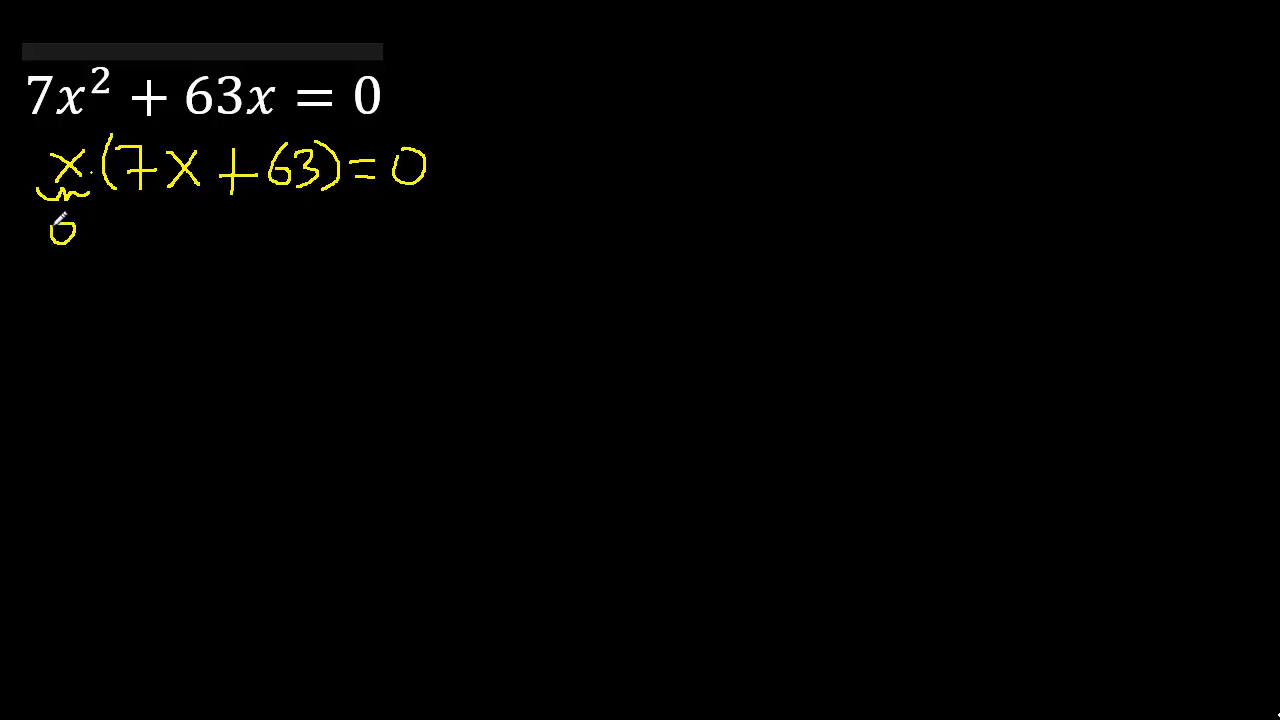 7x² + 63x = 0
x·(7x + 63) = 0
0